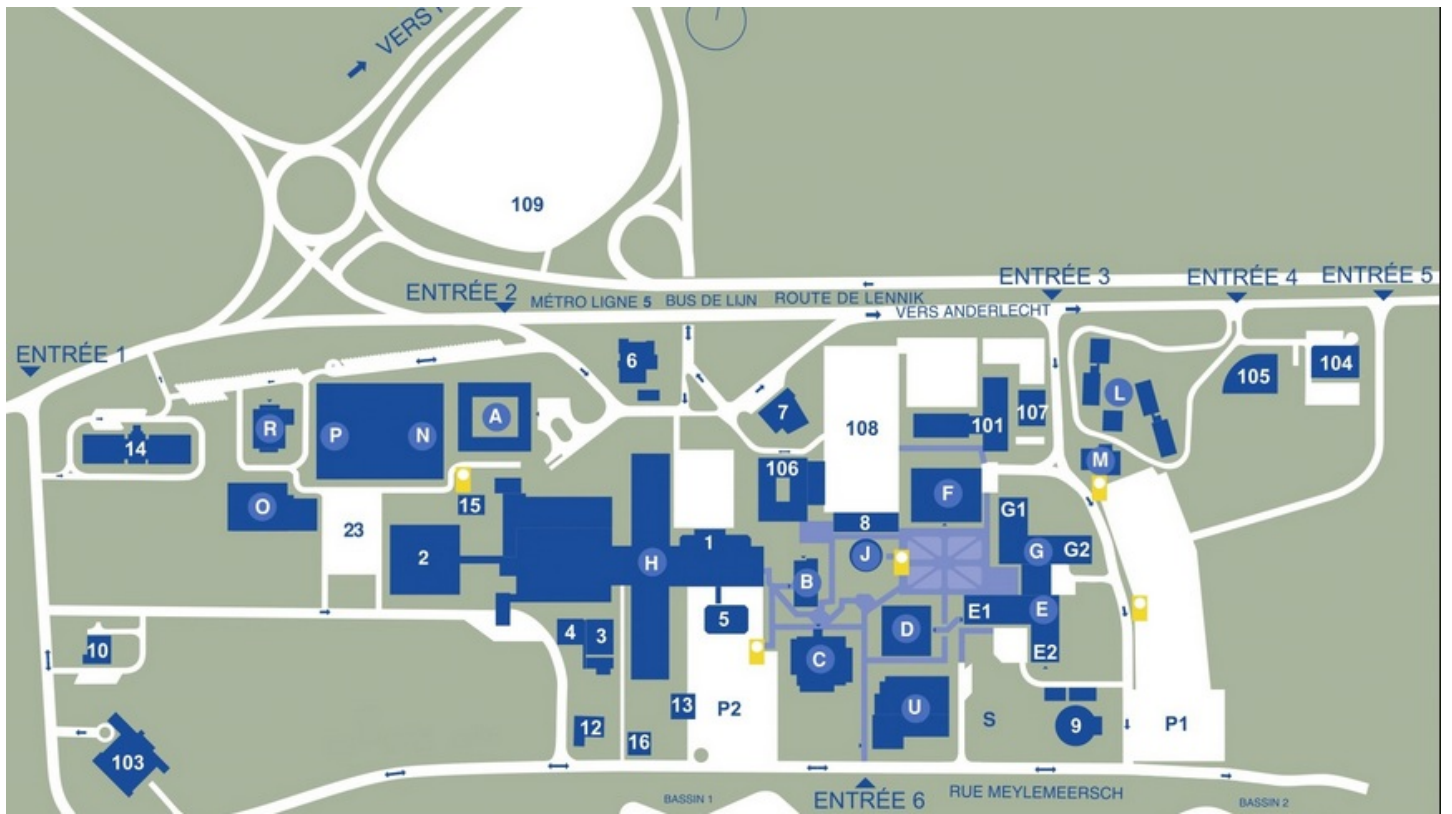 VERS
109
ENTRÉE 3
ENTRÉE 4
ENTRÉE 5
ENTRÉE 2
MÉTRO LIGNE 5
BUS DE LIJN
ROUTE DE LENNIK
VERS ANDERLECHT
ENTRÉE 1
6
104
105
L
107
101
7
A
R
P
N
14
108
M
106
F
O
15
23
G1
8
2
H
1
J
G
G2
B
E1
E
5
4
3
D
E2
10
C
13
P2
U
S
9
P1
12
16
103
BASSIN 1
ENTRÉE 6
RUE MEYLEMEERSCH
BASSIN 2